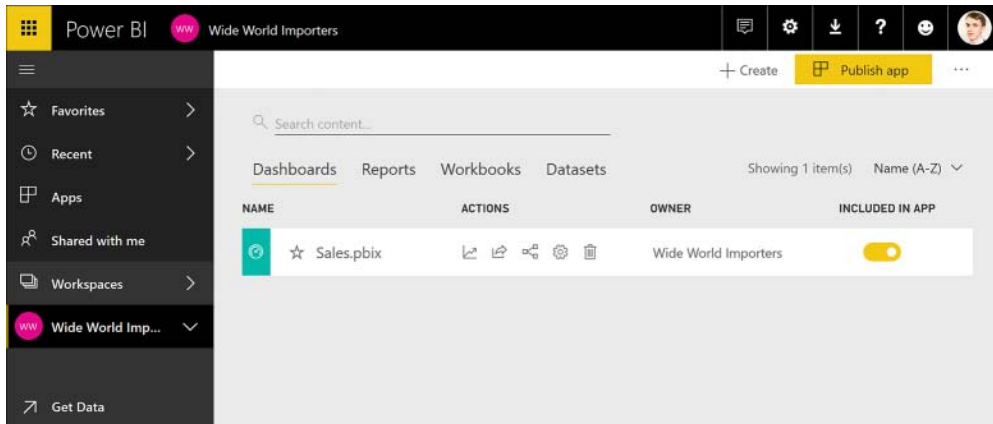 Power BI WW Wide World Importers ?
+ Create Publish app ...
Favorites
Recent
Apps
Shared with me
Workspaces
WW Wide World Imp...
Get Data
Search content...
Dashboards Reports Workbooks Datasets Showing 1 item(s) Name (A-Z)
NAME ACTIONS OWNER INCLUDED IN APP
Sales.pbix Wide World Importers